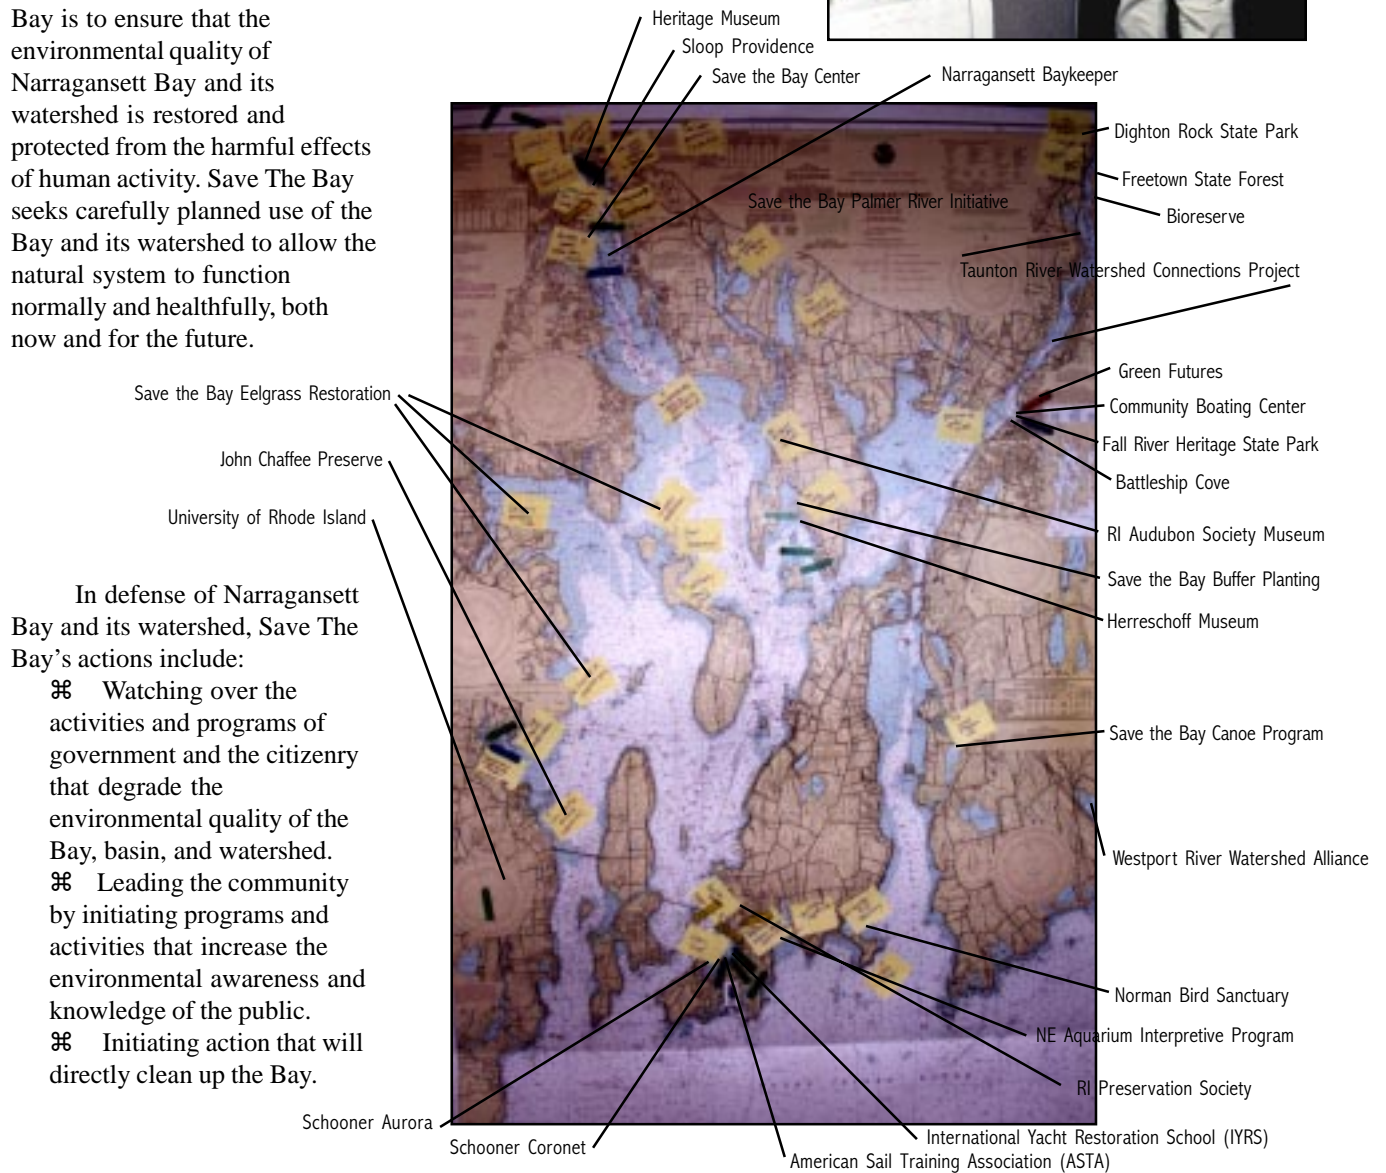 Bay is to ensure that the
environmental quality of
Narragansett Bay and its
watershed is restored and
protected from the harmful effects
of human activity. Save The Bay
seeks carefully planned use of the
Bay and its watershed to allow the
natural system to function
normally and healthfully, both
now and for the future.
In defense of Narragansett
Bay and its watershed, Save The
Bay’s actions include:
⌘ Watching over the
activities and programs of
government and the citizenry
that degrade the
environmental quality of the
Bay, basin, and watershed.
⌘ Leading the community
by initiating programs and
activities that increase the
environmental awareness and
knowledge of the public.
⌘ Initiating action that will
directly clean up the Bay.
Heritage Museum
Sloop Providence
Save the Bay Center
Narragansett Baykeeper
Dighton Rock State Park
Freetown State Forest
Save the Bay Palmer River Initiative
Bioreserve
Taunton River Watershed Connections Project
Green Futures
Save the Bay Eelgrass Restoration
Community Boating Center
Fall River Heritage State Park
John Chaffee Preserve
Battleship Cove
University of Rhode Island
RI Audubon Society Museum
Save the Bay Buffer Planting
Herreschoff Museum
Save the Bay Canoe Program
Westport River Watershed Alliance
Norman Bird Sanctuary
NE Aquarium Interpretive Program
RI Preservation Society
Schooner Aurora
Schooner Coronet
International Yacht Restoration School (IYRS)
American Sail Training Association (ASTA)